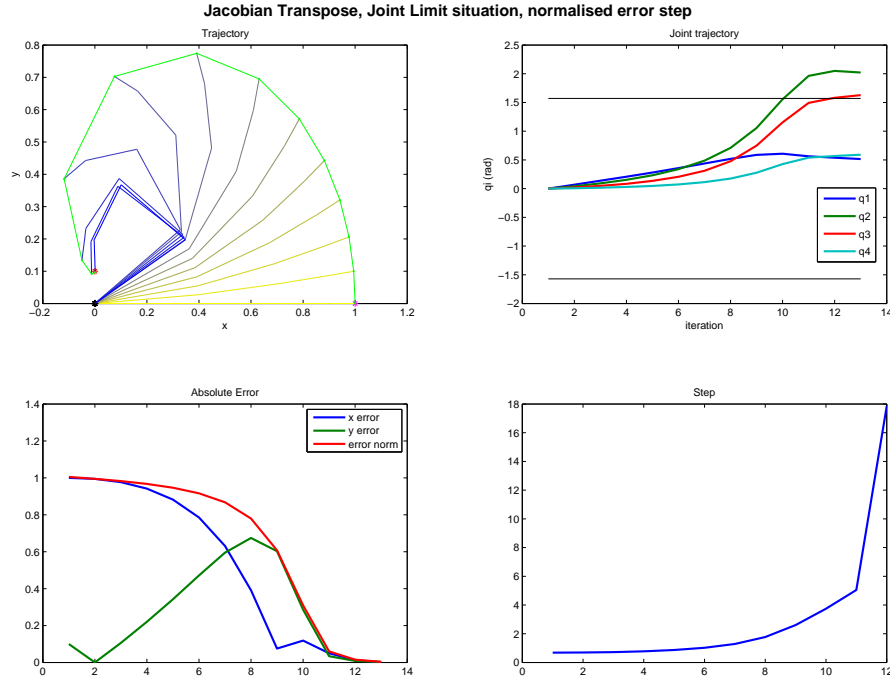 Jacobian Transpose, Joint Limit situation, normalised error step
Trajectory
0.8
0.7
0.6
0.5
0.4
0.3
0.2
0.1
0
y
−0.2 0 0.2 0.4 0.6 0.8 1 1.2
x
Joint trajectory
2.5
2
1.5
1
0.5
0
−0.5
−1
−1.5
−2
qi (rad)
q1
q2
q3
q4
0 2 4 6 8 10 12 14
iteration
Absolute Error
1.4
1.2
1
0.8
0.6
0.4
0.2
0
x error
y error
error norm
0 2 4 6 8 10 12 14
Step
18
16
14
12
10
8
6
4
2
0
0 2 4 6 8 10 12